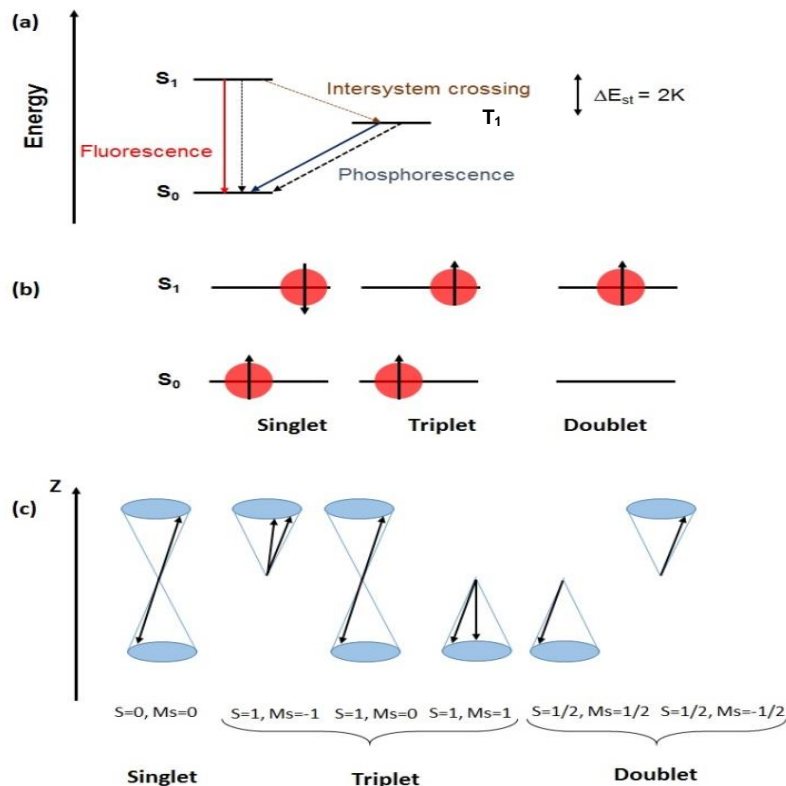 (a)
Energy
S₁
Intersystem crossing
ΔEst = 2K
T₁
Fluorescence
Phosphorescence
S₀
(b)
S₁
S₀
Singlet
Triplet
Doublet
Z
(c)
S=0, Ms=0
S=1, Ms=-1
S=1, Ms=0
S=1, Ms=1
S=1/2, Ms=1/2
S=1/2, Ms=-1/2
Singlet
Triplet
Doublet